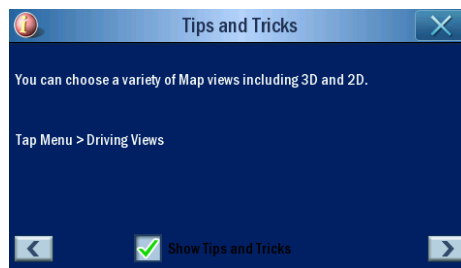 Tips and Tricks
You can choose a variety of Map views including 3D and 2D.
Tap Menu > Driving Views
Show Tips and Tricks